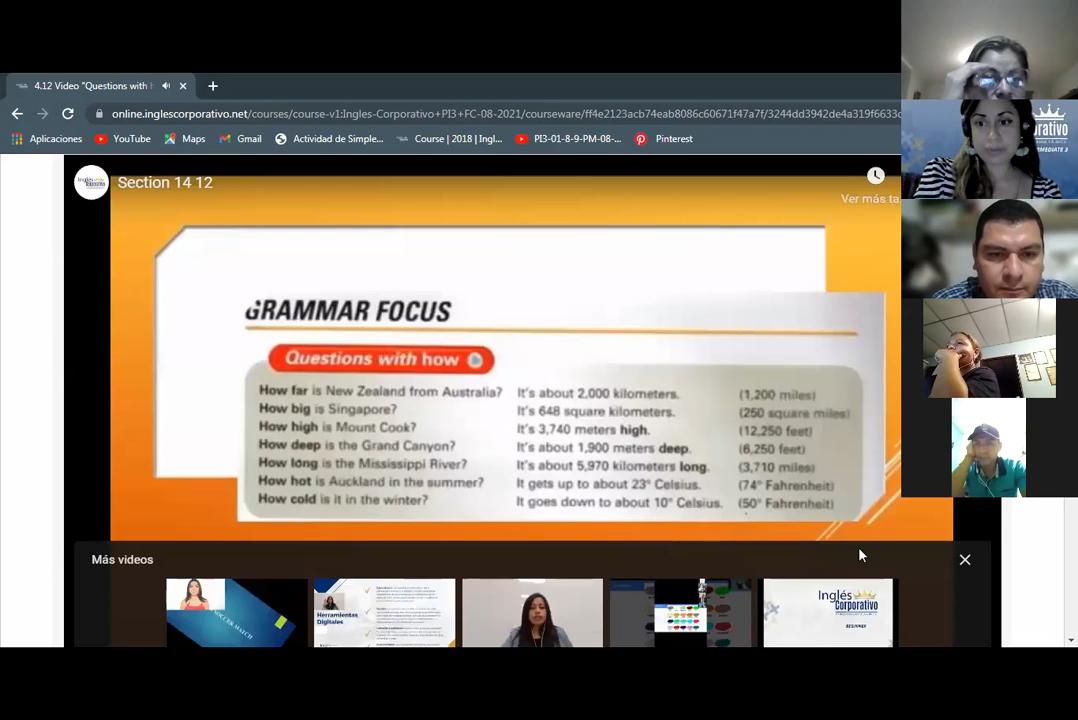 4.12 Video "Questions with h
online.inglescorporativo.net/courses/course-v1:Ingles-Corporativo+PI3+FC-08-2021/courseware/ff4e2123acb74eab8086c60671f47a7f/3244dd3942de4a319f6633c
Aplicaciones YouTube Maps Gmail Actividad de Simple... Course | 2018 | Ingl... PI3-01-8-9-PM-08-... Pinterest
orativo
MEDIATE 3
Section 14 12
Ver más ta
GRAMMAR FOCUS
Questions with how
How far is New Zealand from Australia? It's about 2,000 kilometers. (1,200 miles)
How big is Singapore? It's 648 square kilometers. (250 square miles)
How high is Mount Cook? It's 3,740 meters high. (12,250 feet)
How deep is the Grand Canyon? It's about 1,900 meters deep. (6,250 feet)
How long is the Mississippi River? It's about 5,970 kilometers long. (3,710 miles)
How hot is Auckland in the summer? It gets up to about 23° Celsius. (74° Fahrenheit)
How cold is it in the winter? It goes down to about 10° Celsius. (50° Fahrenheit)
Más videos
SOCCER MATCH
Herramientas
Digitales
Inglés
Corporativo
BEGINNER